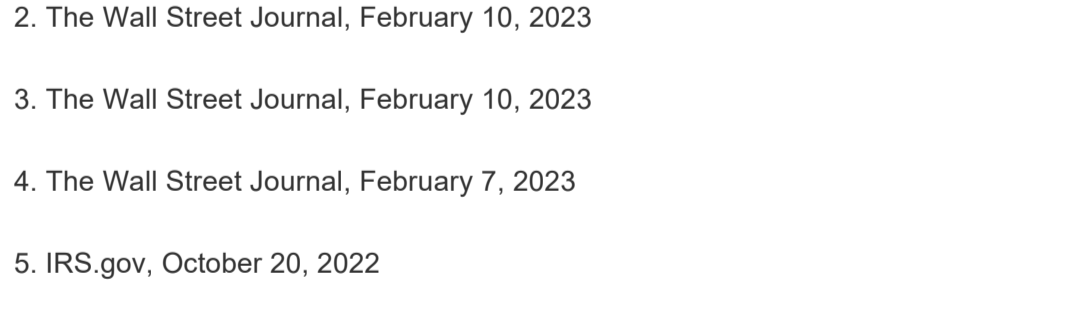 2. The Wall Street Journal, February 10, 2023
3. The Wall Street Journal, February 10, 2023
4. The Wall Street Journal, February 7, 2023
5. IRS.gov, October 20, 2022